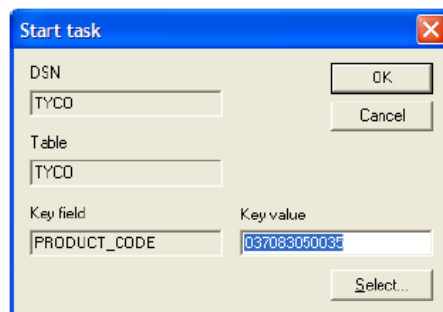 Start task
DSN
OK
TYCO
Cancel
Table
TYCO
Key field
Key value
PRODUCT_CODE
037083050035
Select...